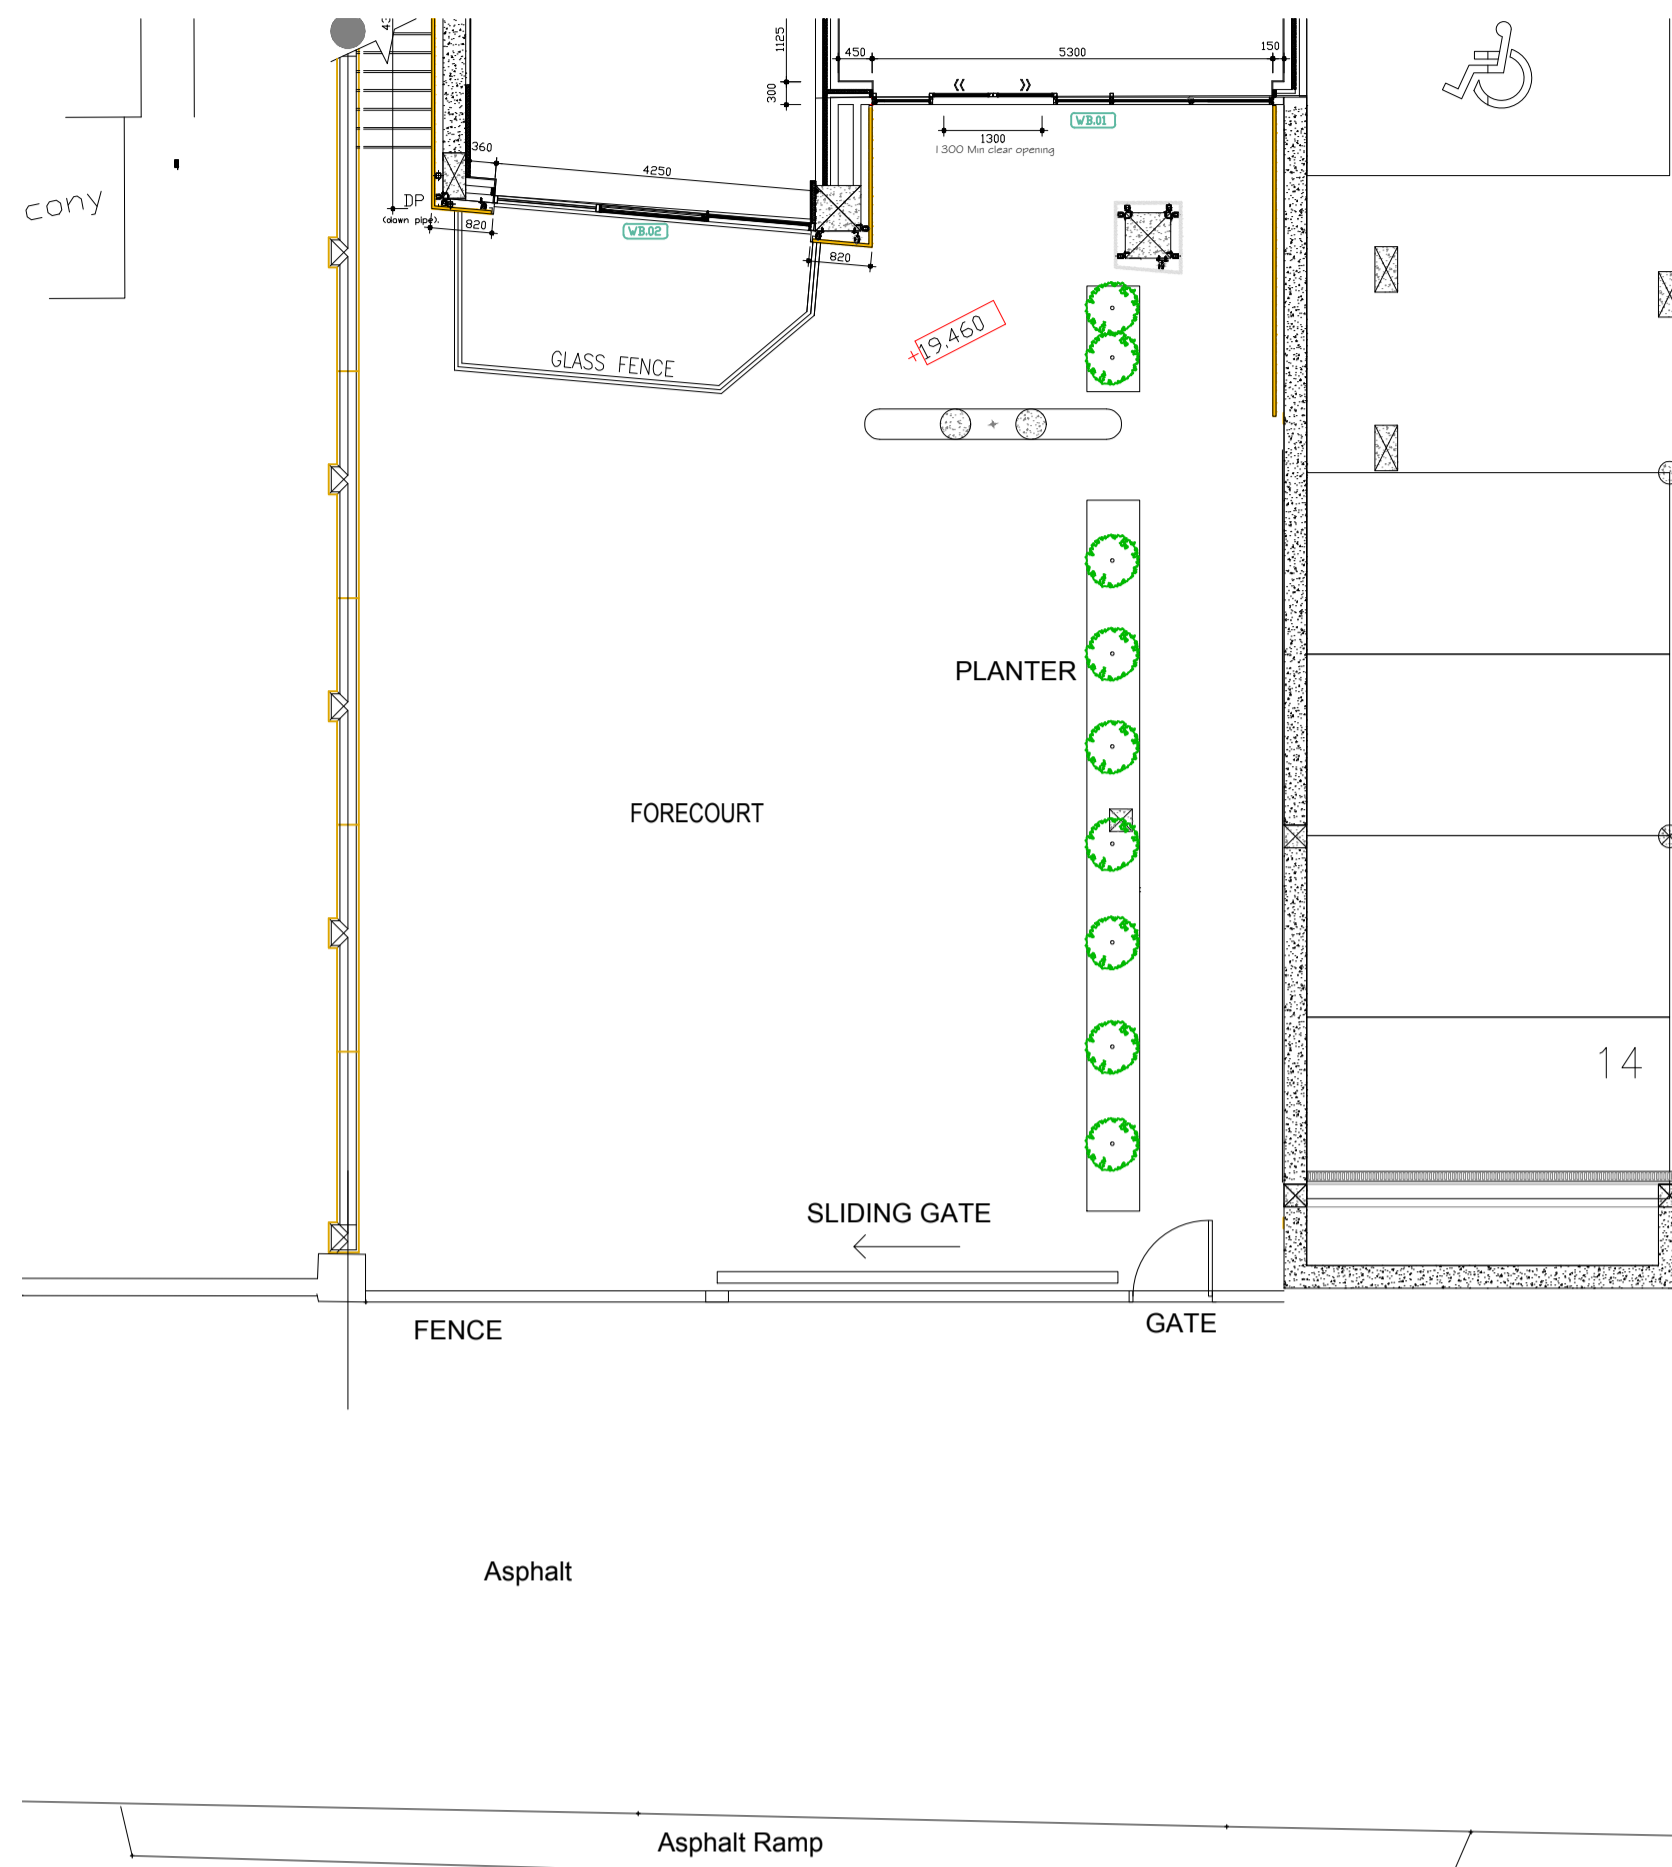 1125
450
5300
150
300
WB.01
1300
1300 Min clear opening
360
4250
cony
DP
(down pipe).
820
WB.02
820
+19.460
GLASS FENCE
PLANTER
FORECOURT
14
SLIDING GATE
FENCE
GATE
Asphalt
Asphalt Ramp